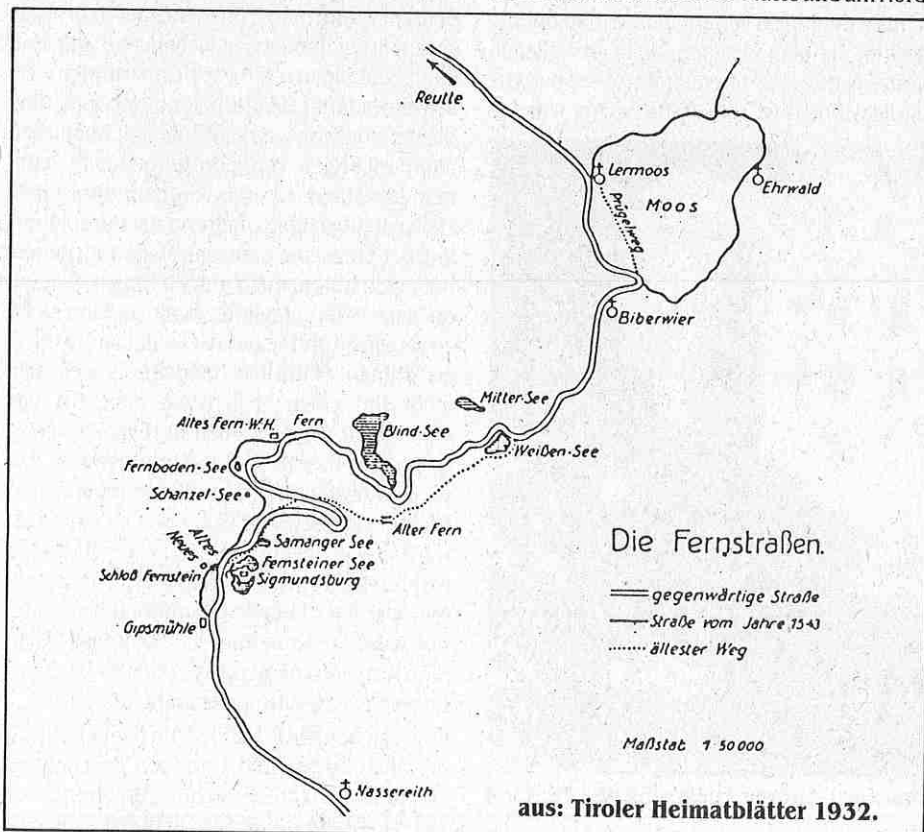 Reutte
Lermoos
Ehrwald
MOOS
Prügelweg
Biberwier
Mitter-See
Altes Fern-W.H.
Fern
Blind-See
Weißen-See
Fernboden-See
Schanzel-See
Alter Fern
Samanger See
Altes
Neues
Schloß Fernstein
Fernsteiner See
Sigmundsburg
Gipsmühle
Nassereith
Die Fernstraßen.
gegenwärtige Straße
Straße vom Jahre 1543
ältester Weg
Maßstab 1 50000
aus: Tiroler Heimatblätter 1932.